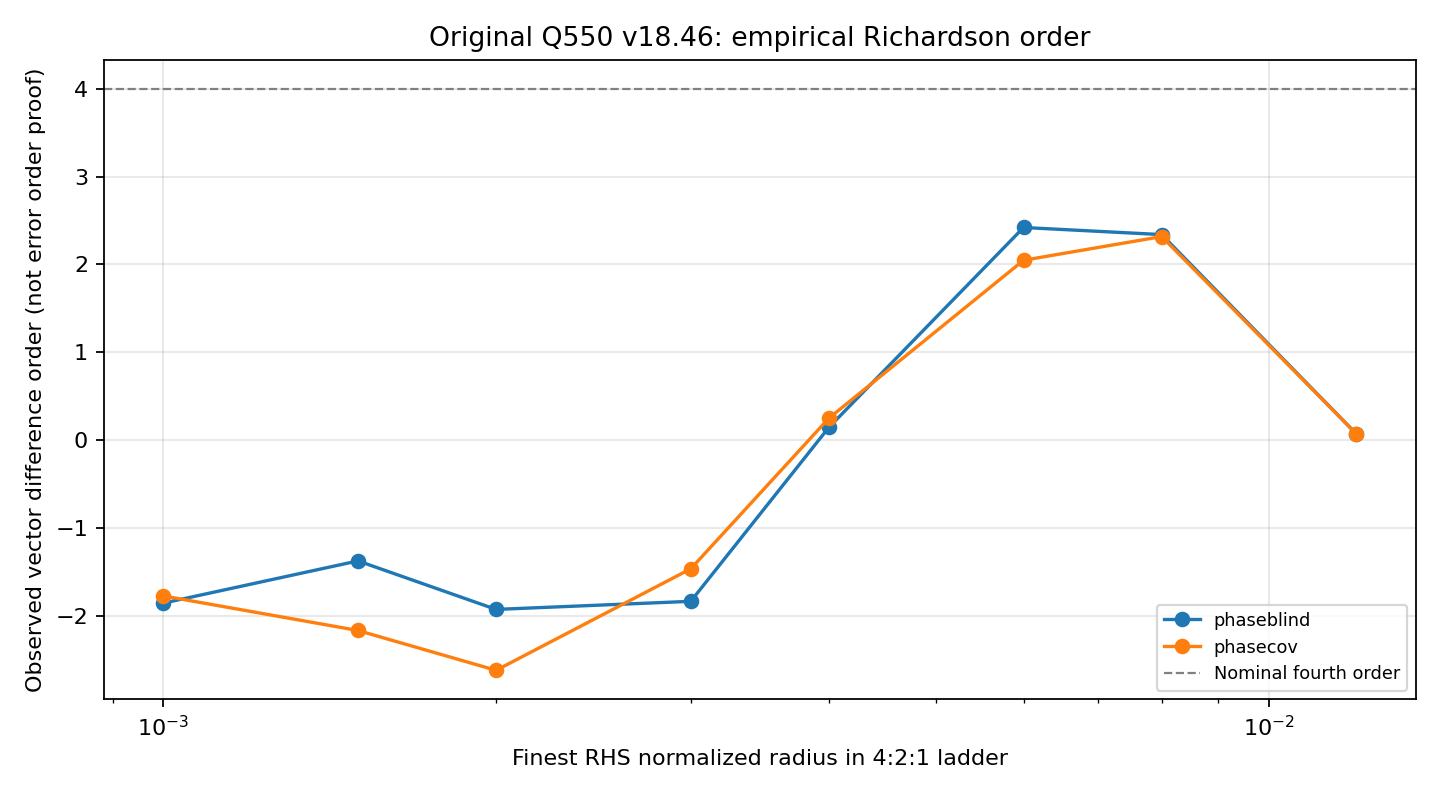 Original Q550 v18.46: empirical Richardson order
Observed vector difference order (not error order proof)
4
3
2
1
0
−1
−2
10⁻³
10⁻²
Finest RHS normalized radius in 4:2:1 ladder
phaseblind
phasecov
Nominal fourth order